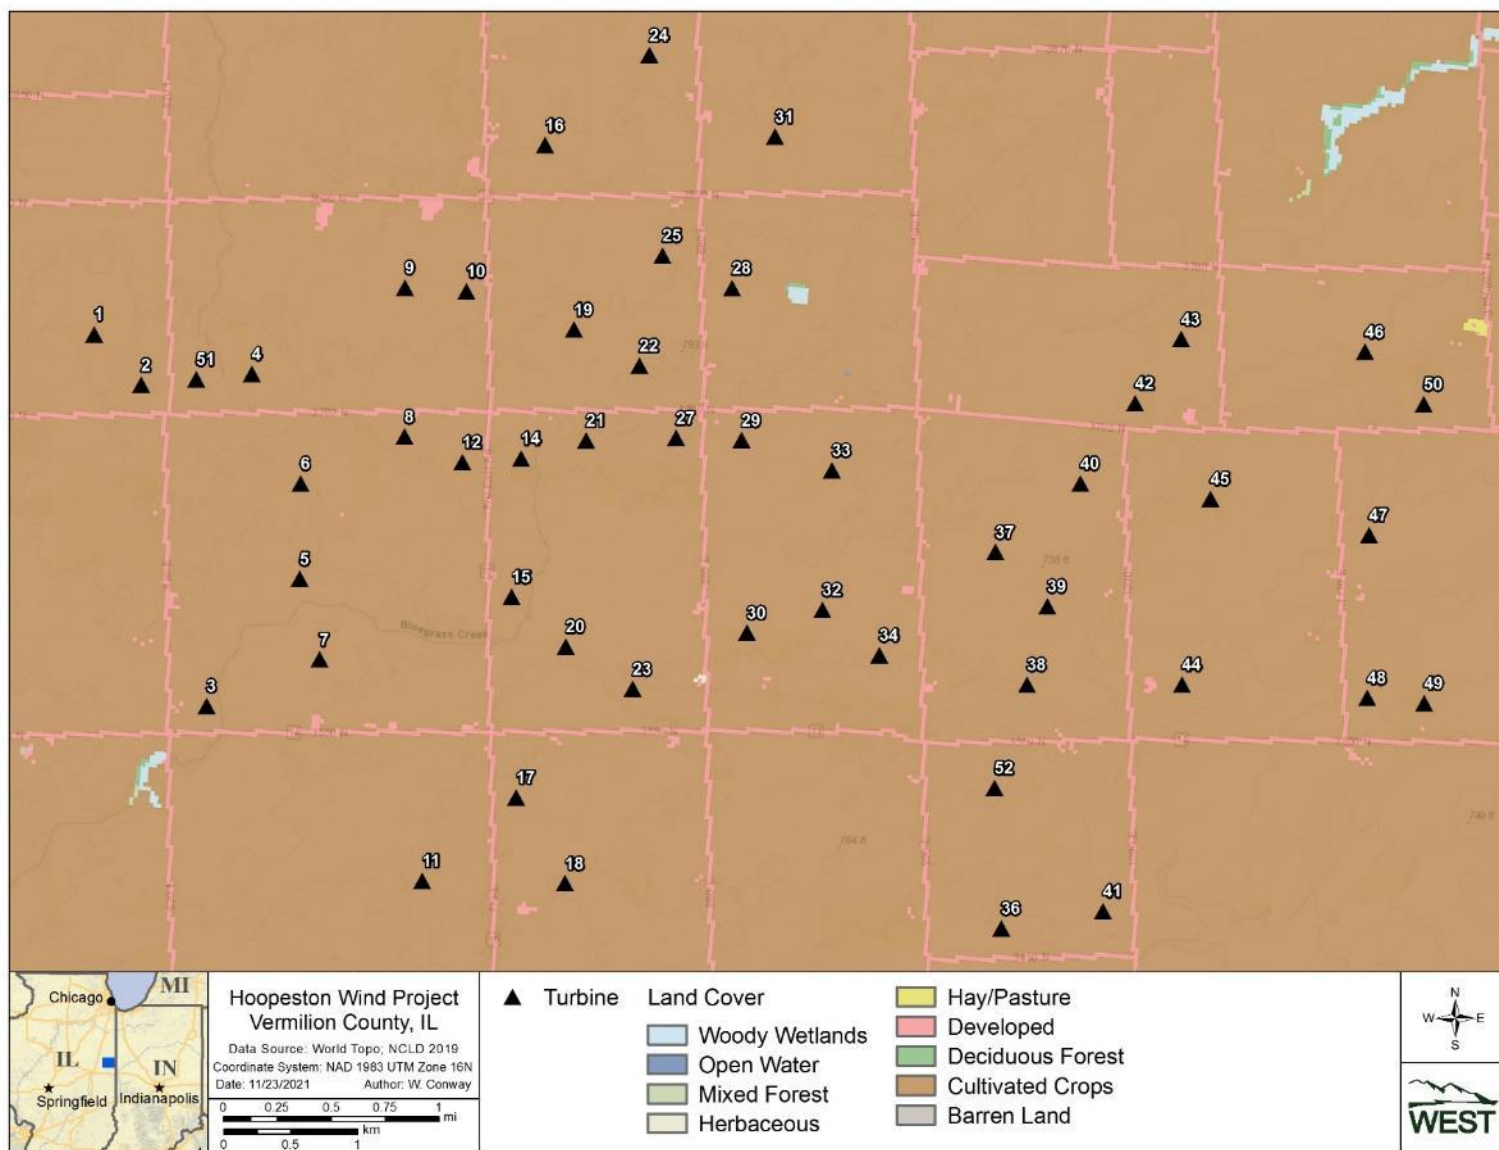 24
16
31
25
9
10
28
19
1
43
22
46
51
4
2
42
50
8
21
27
29
12
14
33
6
40
45
37
47
5
15
32
39
30
20
34
7
23
38
44
48
49
3
Bluegrass Creek
52
17
11
18
41
36
Chicago
MI
IL
IN
Springfield
Indianapolis
Hoopeston Wind Project
Vermilion County, IL
Data Source: World Topo; NCLD 2019
Coordinate System: NAD 1983 UTM Zone 16N
Date: 11/23/2021 Author: W. Conway
0 0.25 0.5 0.75 1
mi
km
0 0.5 1
Turbine
Land Cover
Woody Wetlands
Open Water
Mixed Forest
Herbaceous
Hay/Pasture
Developed
Deciduous Forest
Cultivated Crops
Barren Land
N
W E
S
WEST